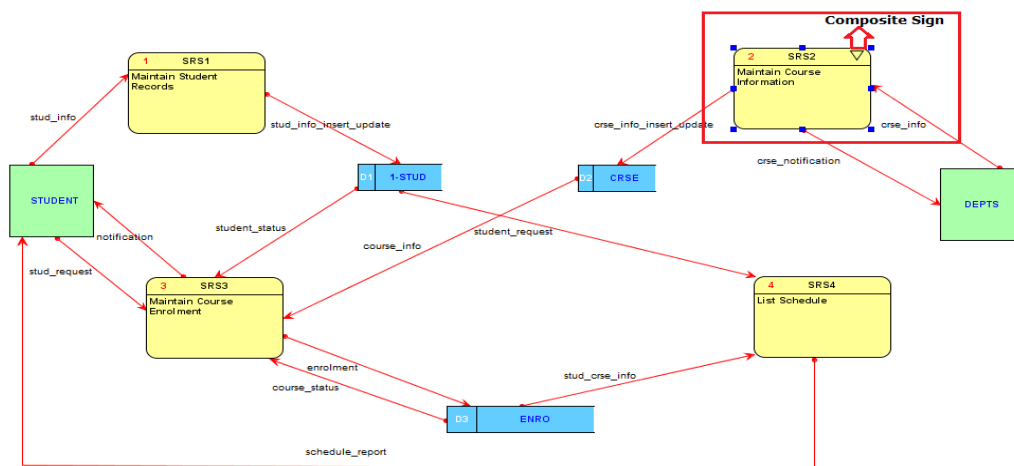 Composite Sign
1 SRS1
Maintain Student
Records
2 SRS2
Maintain Course
Information
stud_info
stud_info_insert_update
crse_info_insert_update
crse_info
crse_notification
D1 1-STUD
D2 CRSE
STUDENT
DEPTS
notification
student_status
course_info
student_request
stud_request
3 SRS3
Maintain Course
Enrolment
4 SRS4
List Schedule
enrolment
course_status
stud_crse_info
D3 ENRO
schedule_report